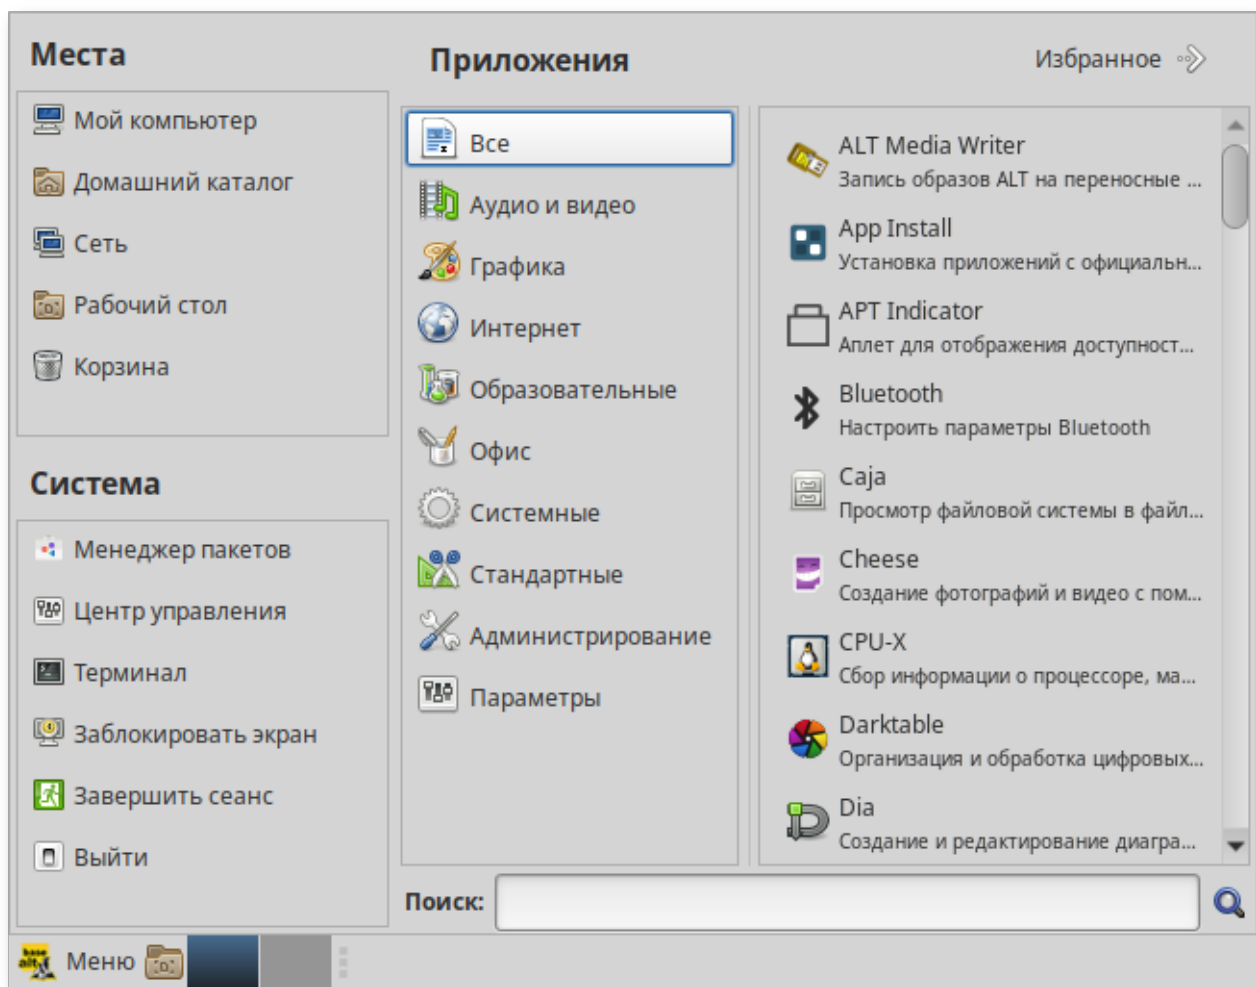 Места
Мой компьютер
Домашний каталог
Сеть
Рабочий стол
Корзина
Система
Менеджер пакетов
Центр управления
Терминал
Заблокировать экран
Завершить сеанс
Выйти
Приложения
Избранное
Все
Аудио и видео
Графика
Интернет
Образовательные
Офис
Системные
Стандартные
Администрирование
Параметры
ALT Media Writer
Запись образов ALT на переносные ...
App Install
Установка приложений с официальн...
APT Indicator
Апплет для отображения доступност...
Bluetooth
Настроить параметры Bluetooth
Caja
Просмотр файловой системы в файл...
Cheese
Создание фотографий и видео с пом...
CPU-X
Сбор информации о процессоре, ма...
Darktable
Организация и обработка цифровых...
Dia
Создание и редактирование диагра...
Поиск:
base
alt
Меню